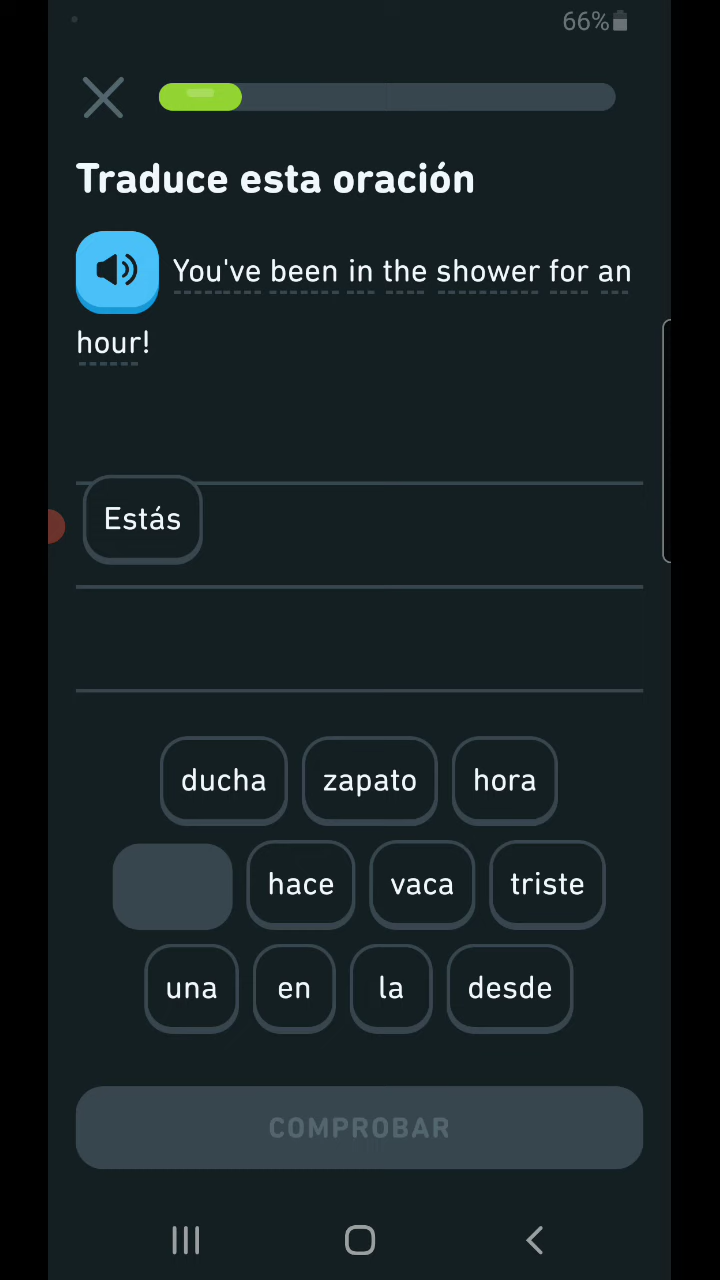 66%
Traduce esta oración
You've been in the shower for an
hour!
Estás
ducha zapato hora
hace vaca triste
una en la desde
COMPROBAR